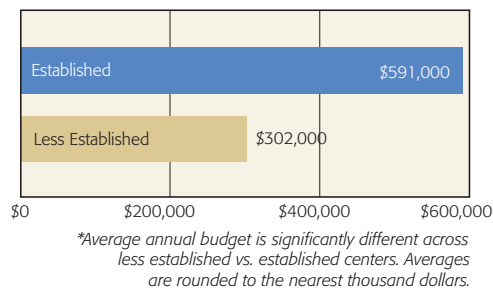 Established $591,000
Less Established $302,000
$0 $200,000 $400,000 $600,000
*Average annual budget is significantly different across
less established vs. established centers. Averages
are rounded to the nearest thousand dollars.